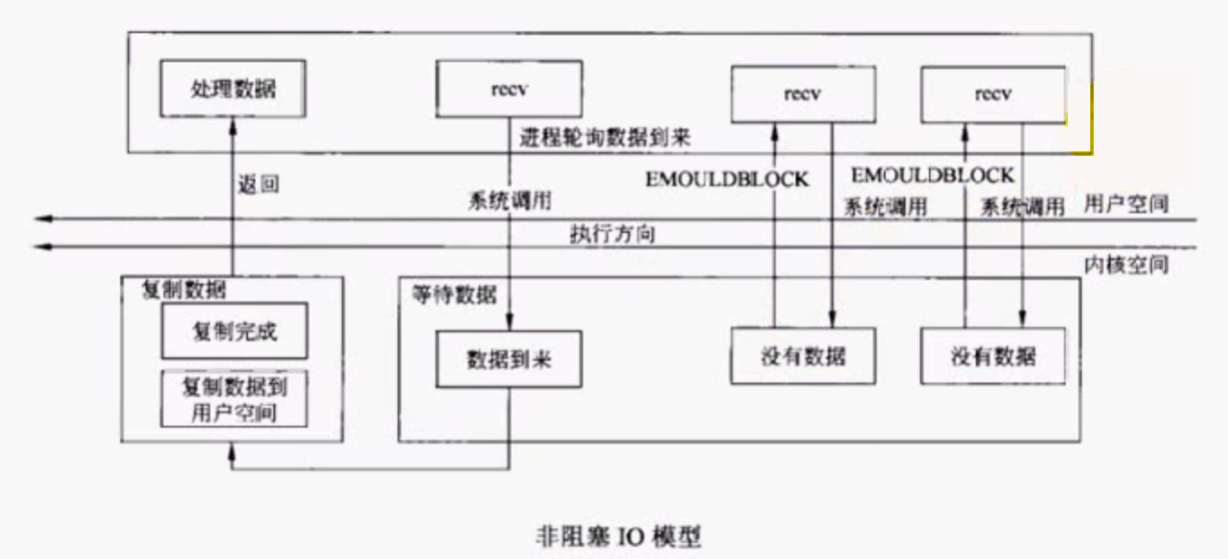 处理数据
recv
recv
recv
进程轮询数据到来
返回
EMOULDBLOCK
EMOULDBLOCK
系统调用
系统调用
系统调用
用户空间
执行方向
内核空间
复制数据
等待数据
复制完成
数据到来
没有数据
没有数据
复制数据到
用户空间
非阻塞 IO 模型